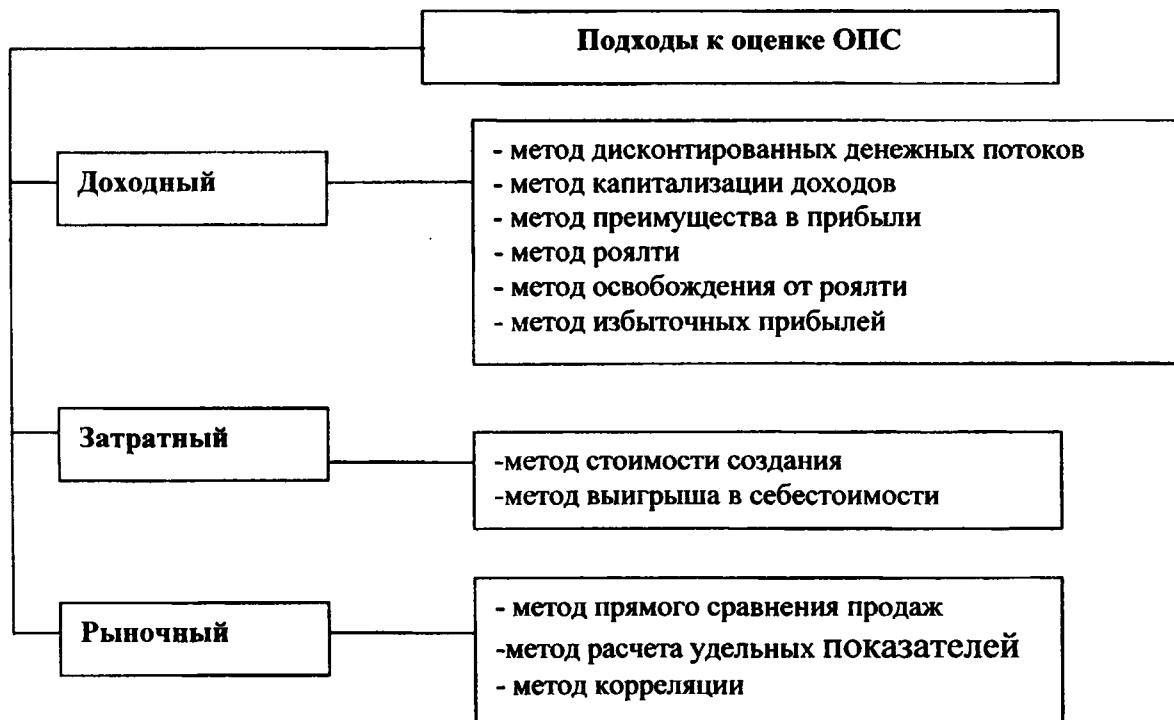 Подходы к оценке ОПС
Доходный
- метод дисконтированных денежных потоков
- метод капитализации доходов
- метод преимущества в прибыли
- метод роялти
- метод освобождения от роялти
- метод избыточных прибылей
Затратный
-метод стоимости создания
-метод выигрыша в себестоимости
Рыночный
- метод прямого сравнения продаж
-метод расчета удельных показателей
- метод корреляции